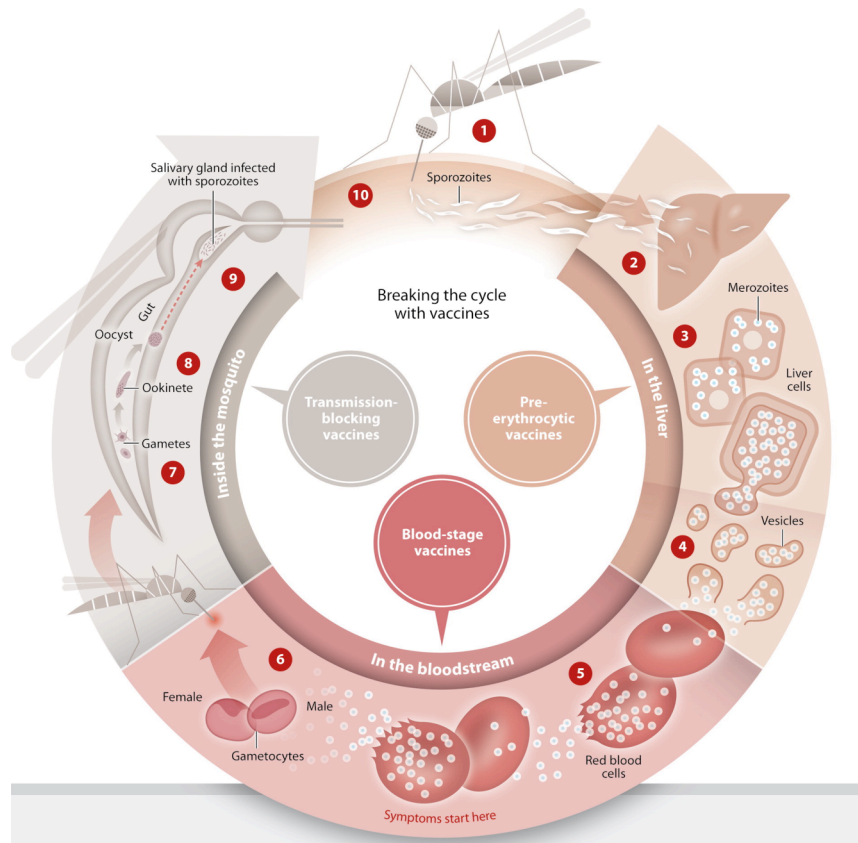 1
Salivary gland infected
with sporozoites
10
Sporozoites
2
Merozoites
9
Breaking the cycle
with vaccines
Gut
Oocyst
3
8
Liver
cells
Ookinete
Transmission-
blocking
vaccines
Pre-
erythrocytic
vaccines
In the liver
Inside the mosquito
Gametes
7
Vesicles
Blood-stage
vaccines
4
In the bloodstream
6
5
Female
Male
Gametocytes
Red blood
cells
Symptoms start here